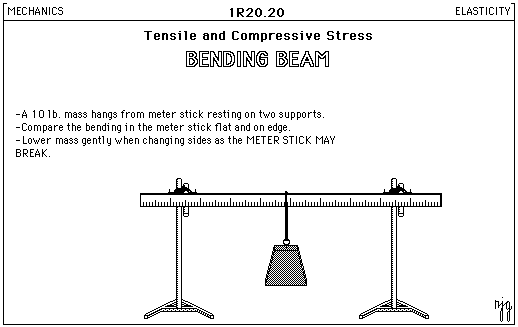 MECHANICS 1R20.20 ELASTICITY
Tensile and Compressive Stress
BENDING BEAM
-A 10 lb. mass hangs from meter stick resting on two supports.
-Compare the bending in the meter stick flat and on edge.
-Lower mass gently when changing sides as the METER STICK MAY
BREAK.
njg